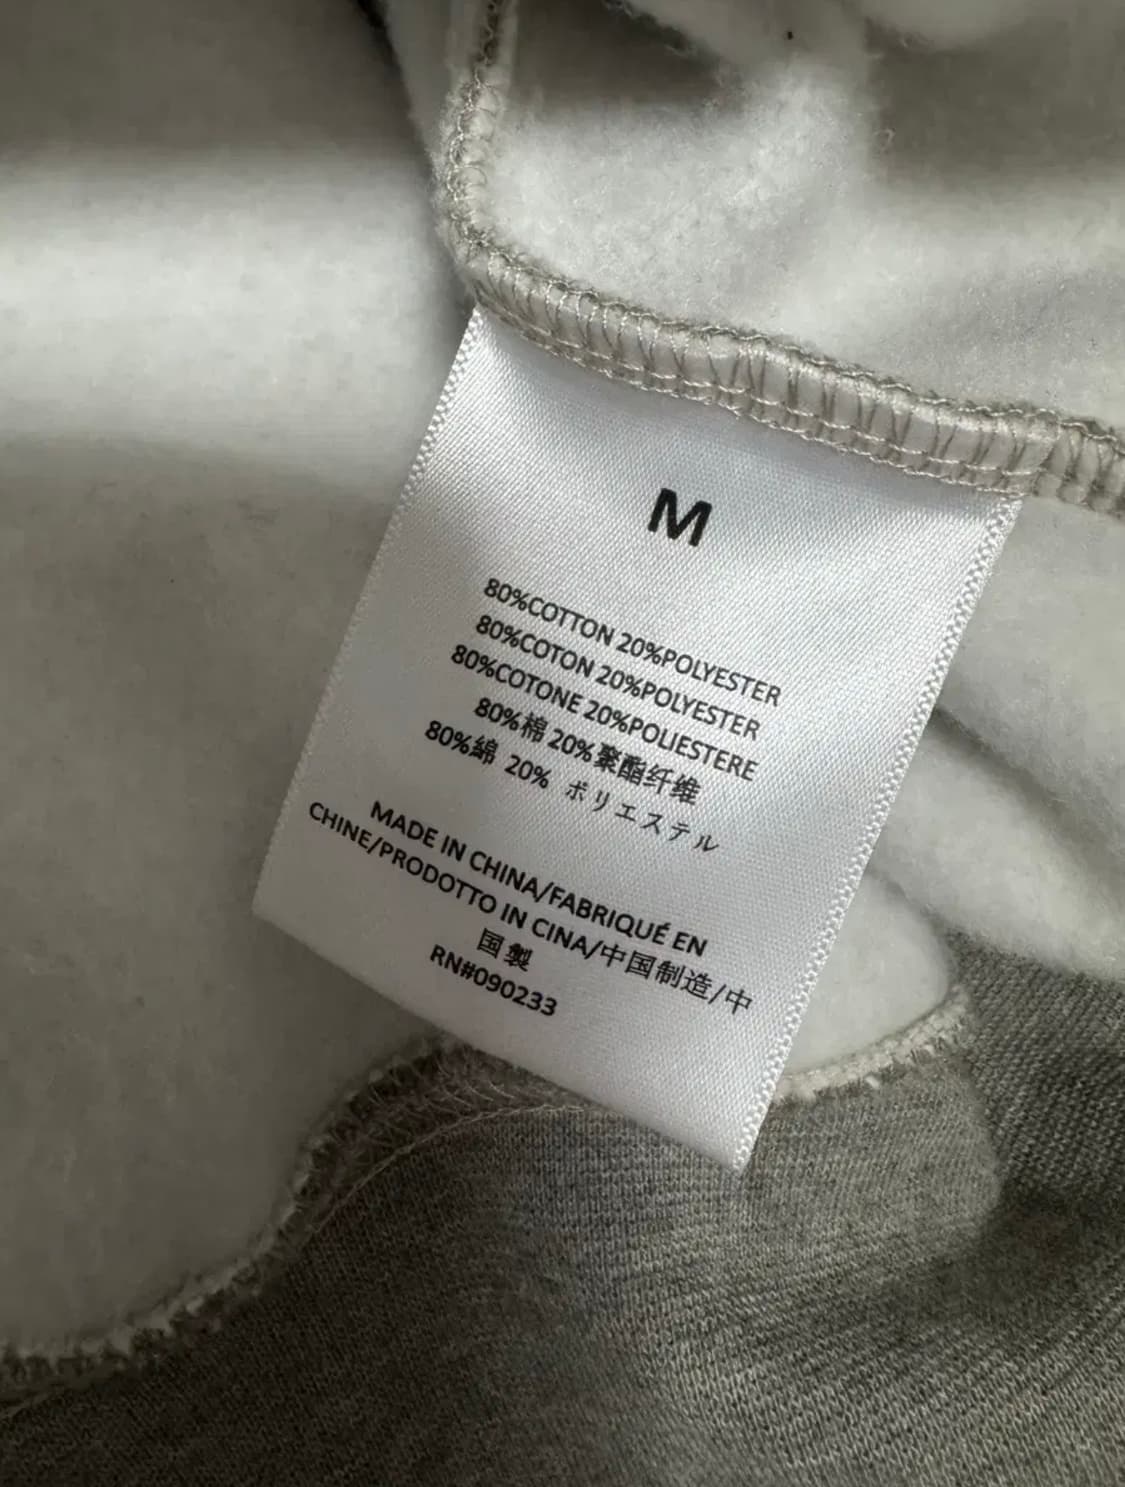 M
80%COTTON 20%POLYESTER
80%COTON 20%POLYESTER
80%COTONE 20%POLIESTERE
80%棉 20%聚酯纤维
80%綿 20% ポリエステル
MADE IN CHINA/FABRIQUÉ EN
CHINE/PRODOTTO IN CINA/中国制造/中
国製
RN#090233